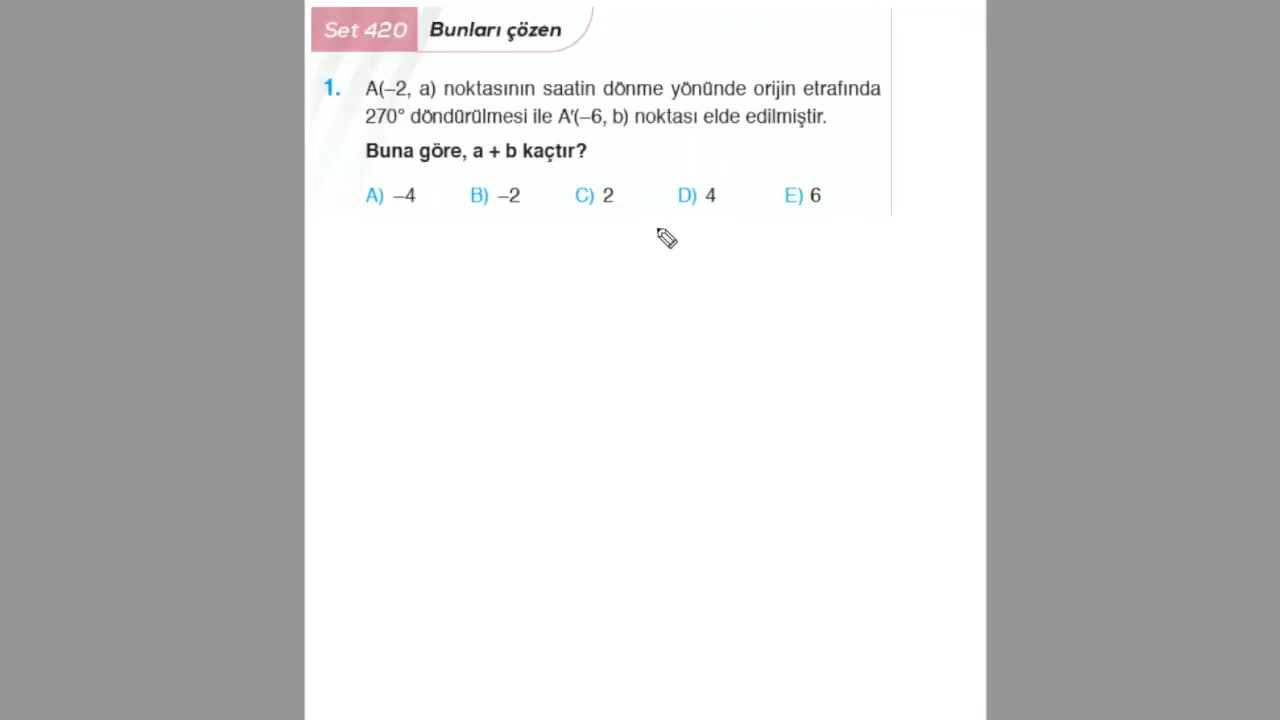 Set 420 Bunları çözen
1. A(–2, a) noktasının saatin dönme yönünde orijin etrafında
270° döndürülmesi ile A′(–6, b) noktası elde edilmiştir.
Buna göre, a + b kaçtır?
A) –4 B) –2 C) 2 D) 4 E) 6